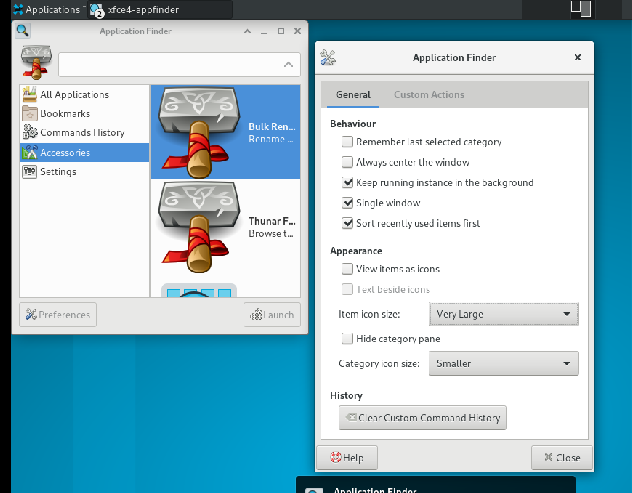 Applications
2
xfce4-appfinder
Application Finder
All Applications
Bookmarks
Commands History
Accessories
Settings
Bulk Ren...
Rename ...
Thunar F...
Browse t...
Preferences
Launch
Application Finder
General
Custom Actions
Behaviour
Remember last selected category
Always center the window
Keep running instance in the background
Single window
Sort recently used items first
Appearance
View items as icons
Text beside icons
Item icon size:
Very Large
Hide category pane
Category icon size:
Smaller
History
Clear Custom Command History
Help
Close
Application Finder